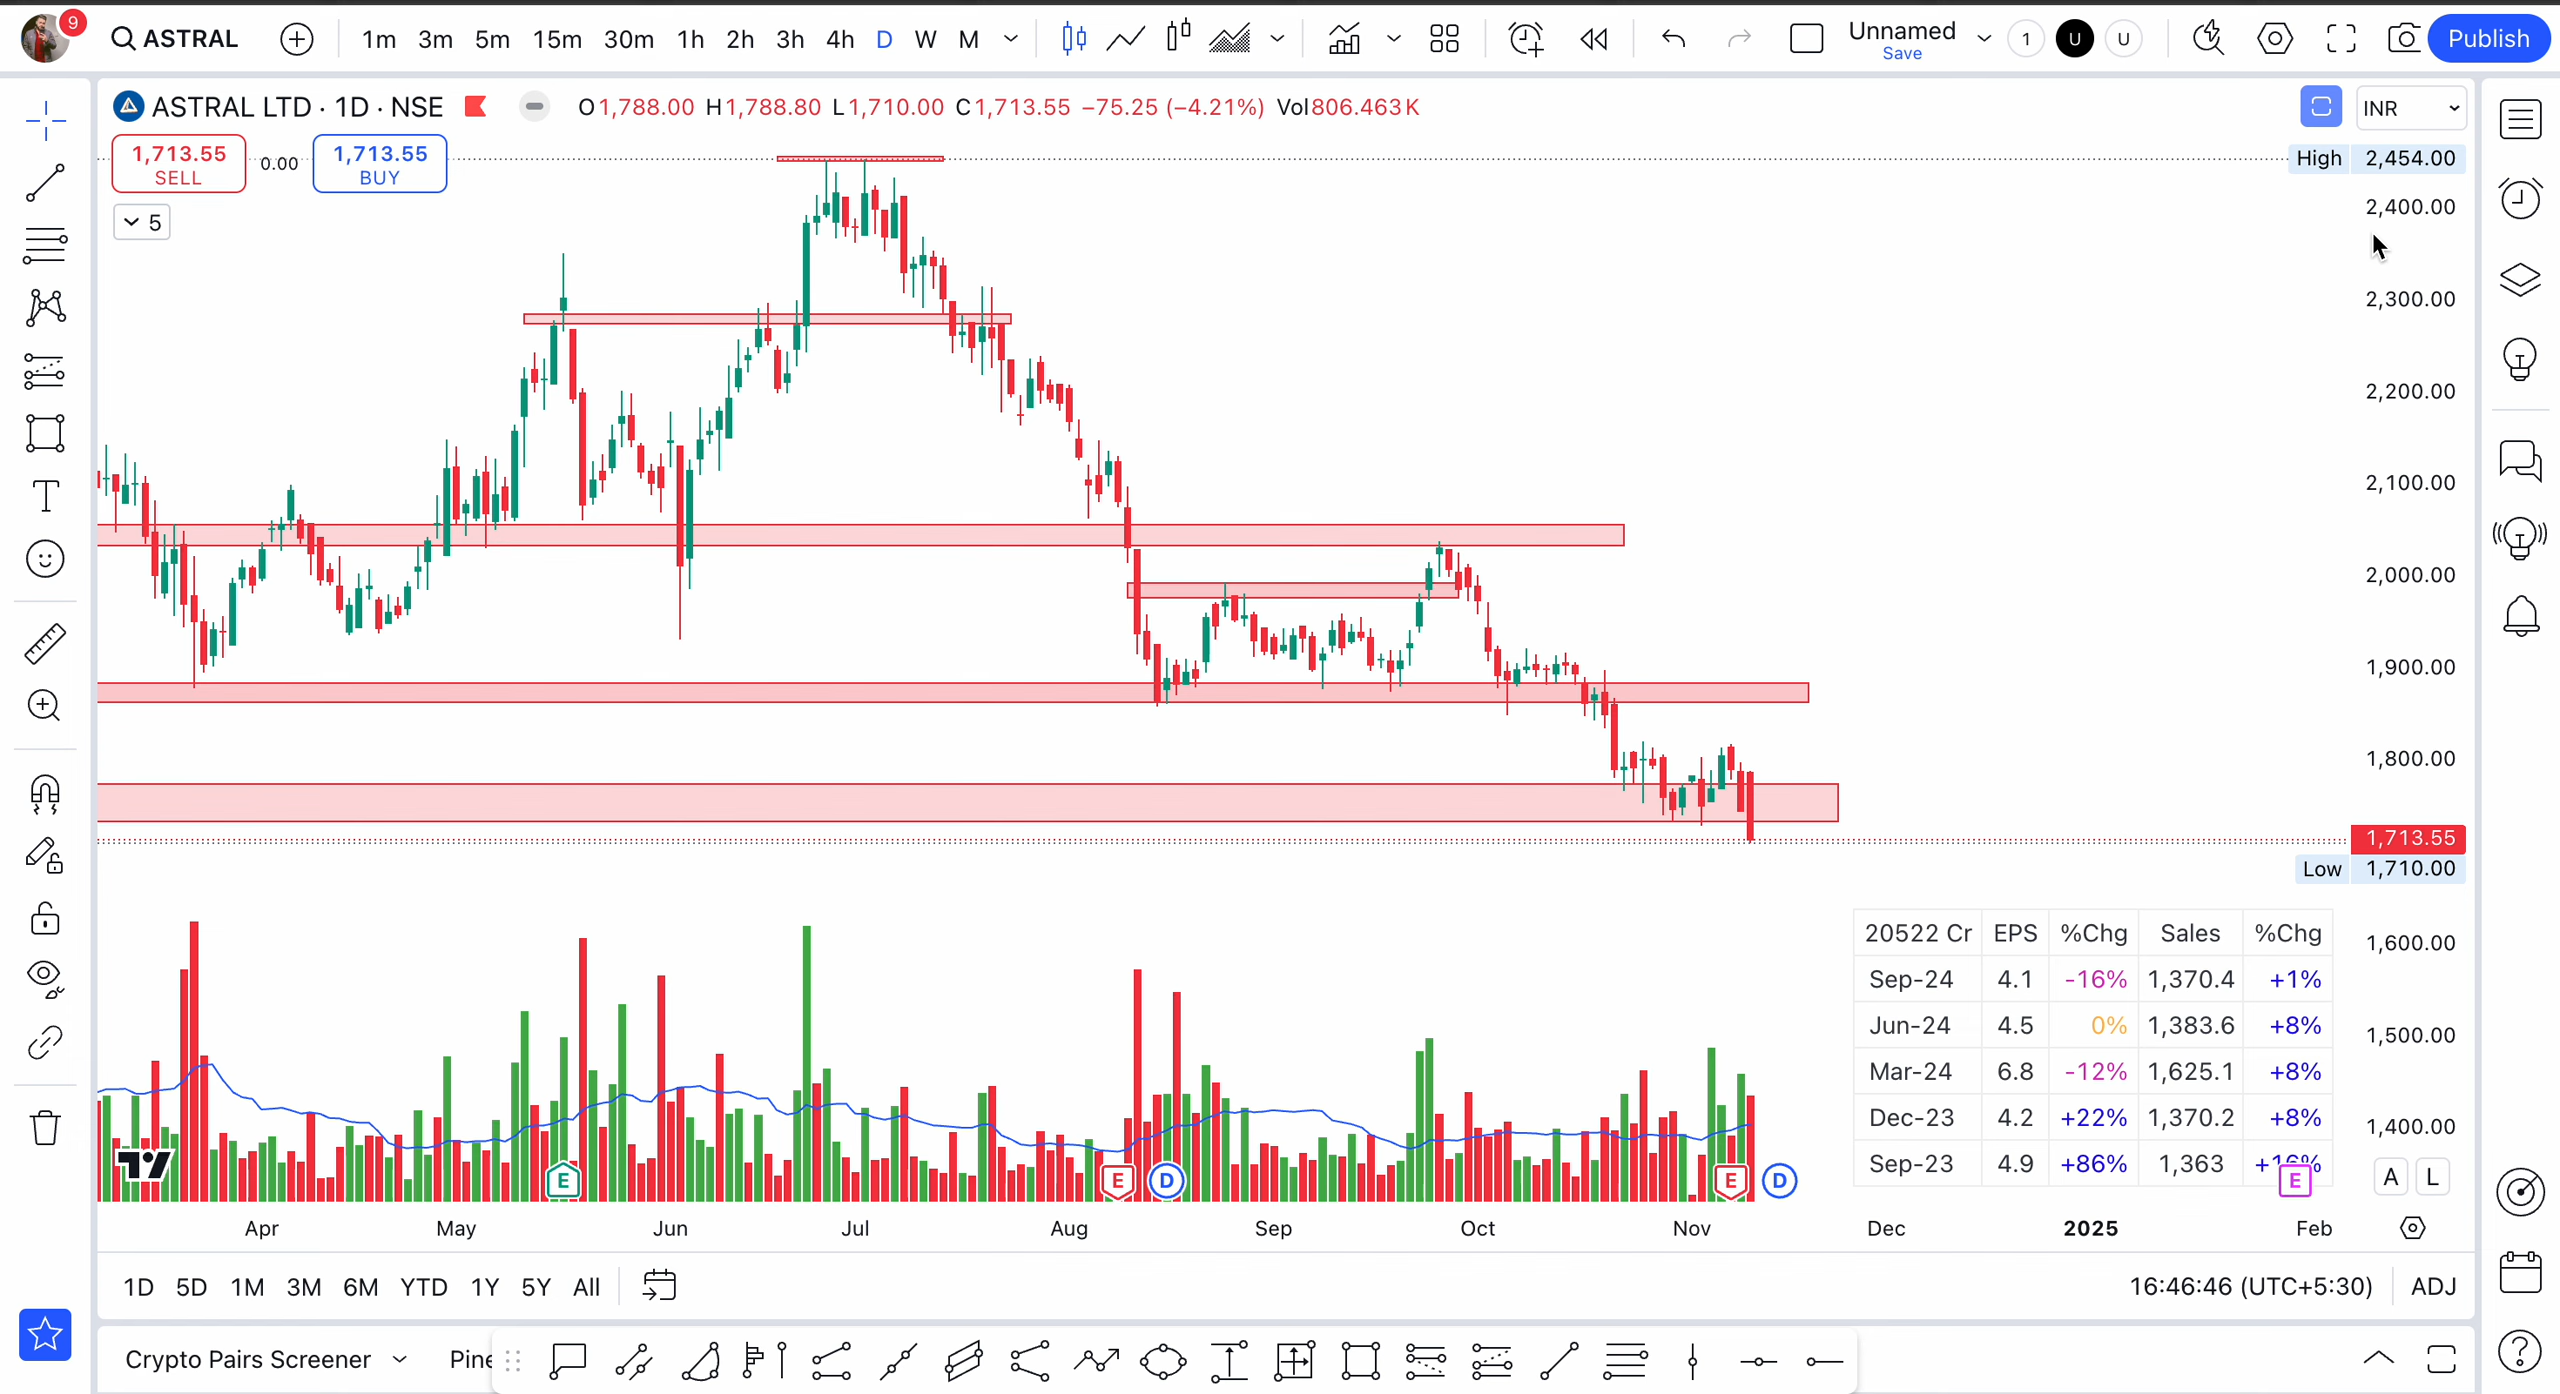 9
ASTRAL 1m 3m 5m 15m 30m 1h 2h 3h 4h D W M Unnamed 1 U U Publish
Save
ASTRAL LTD · 1D · NSE O1,788.00 H1,788.80 L1,710.00 C1,713.55 −75.25 (−4.21%) Vol806.463K INR
1,713.55 0.00 1,713.55
SELL BUY
5
High 2,454.00
2,400.00
2,300.00
2,200.00
2,100.00
2,000.00
1,900.00
1,800.00
1,713.55
Low 1,710.00
1,600.00
1,500.00
1,400.00
20522 Cr EPS %Chg Sales %Chg
Sep-24 4.1 -16% 1,370.4 +1%
Jun-24 4.5 0% 1,383.6 +8%
Mar-24 6.8 -12% 1,625.1 +8%
Dec-23 4.2 +22% 1,370.2 +8%
Sep-23 4.9 +86% 1,363 +16%
E E D E D E A L
Apr May Jun Jul Aug Sep Oct Nov Dec 2025 Feb
1D 5D 1M 3M 6M YTD 1Y 5Y All 16:46:46 (UTC+5:30) ADJ
Crypto Pairs Screener Pine